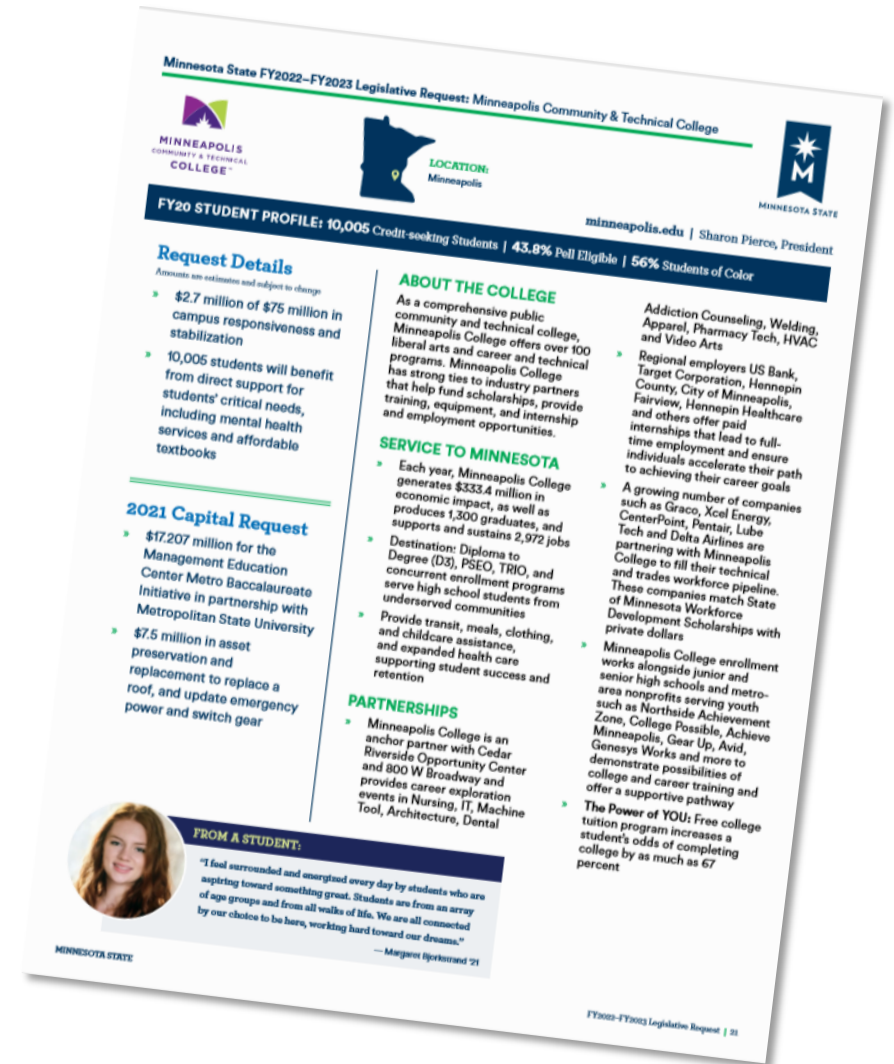 Minnesota State FY2022–FY2023 Legislative Request: Minneapolis Community & Technical College
MINNEAPOLIS
COMMUNITY & TECHNICAL
COLLEGE
LOCATION:
Minneapolis
M
MINNESOTA STATE
minneapolis.edu | Sharon Pierce, President
FY20 STUDENT PROFILE: 10,005 Credit-seeking Students | 43.8% Pell Eligible | 56% Students of Color
Request Details
Amounts are estimates and subject to change
» $2.7 million of $75 million in
campus responsiveness and
stabilization
» 10,005 students will benefit
from direct support for
students' critical needs,
including mental health
services and affordable
textbooks
2021 Capital Request
» $17.207 million for the
Management Education
Center Metro Baccalaureate
Initiative in partnership with
Metropolitan State University
» $7.5 million in asset
preservation and
replacement to replace a
roof, and update emergency
power and switch gear
ABOUT THE COLLEGE
As a comprehensive public
community and technical college,
Minneapolis College offers over 100
liberal arts and career and technical
programs. Minneapolis College
has strong ties to industry partners
that help fund scholarships, provide
training, equipment, and internship
and employment opportunities.
SERVICE TO MINNESOTA
» Each year, Minneapolis College
generates $333.4 million in
economic impact, as well as
produces 1,300 graduates, and
supports and sustains 2,972 jobs
» Destination: Diploma to
Degree (D3), PSEO, TRIO, and
concurrent enrollment programs
serve high school students from
underserved communities
» Provide transit, meals, clothing,
and childcare assistance,
and expanded health care
supporting student success and
retention
PARTNERSHIPS
» Minneapolis College is an
anchor partner with Cedar
Riverside Opportunity Center
and 800 W Broadway and
provides career exploration
events in Nursing, IT, Machine
Tool, Architecture, Dental
Addiction Counseling, Welding,
Apparel, Pharmacy Tech, HVAC
and Video Arts
» Regional employers US Bank,
Target Corporation, Hennepin
County, City of Minneapolis,
Fairview, Hennepin Healthcare
and others offer paid
internships that lead to full-
time employment and ensure
individuals accelerate their path
to achieving their career goals
» A growing number of companies
such as Graco, Xcel Energy,
CenterPoint, Pentair, Lube
Tech and Delta Airlines are
partnering with Minneapolis
College to fill their technical
and trades workforce pipeline.
These companies match State
of Minnesota Workforce
Development Scholarships with
private dollars
» Minneapolis College enrollment
works alongside junior and
senior high schools and metro-
area nonprofits serving youth
such as Northside Achievement
Zone, College Possible, Achieve
Minneapolis, Gear Up, Avid,
Genesys Works and more to
demonstrate possibilities of
college and career training and
offer a supportive pathway
» The Power of YOU: Free college
tuition program increases a
student's odds of completing
college by as much as 67
percent
FROM A STUDENT:
"I feel surrounded and energized every day by students who are
aspiring toward something great. Students are from an array
of age groups and from all walks of life. We are all connected
by our choice to be here, working hard toward our dreams."
— Margaret Bjorkstrand '21
MINNESOTA STATE
FY2022–FY2023 Legislative Request | 21